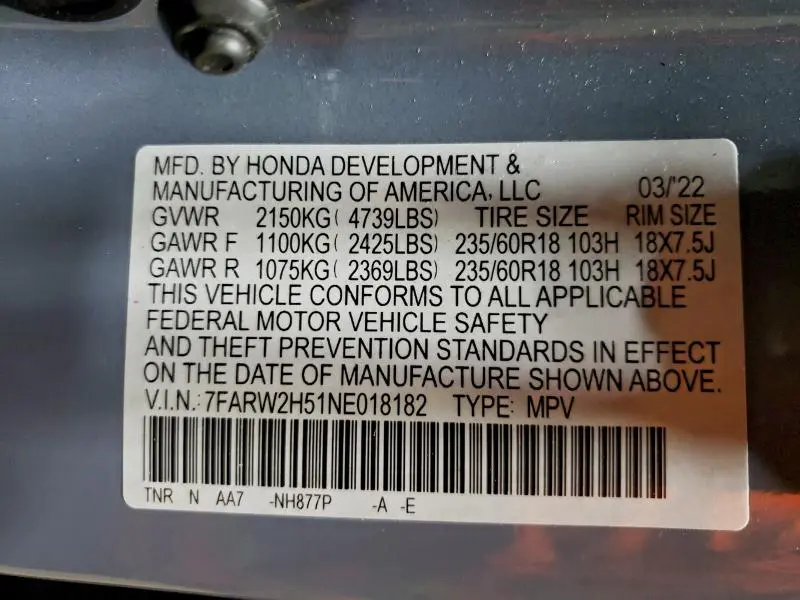 MFD. BY HONDA DEVELOPMENT &
MANUFACTURING OF AMERICA, LLC 03/'22
GVWR 2150KG( 4739LBS) TIRE SIZE RIM SIZE
GAWR F 1100KG( 2425LBS) 235/60R18 103H 18X7.5J
GAWR R 1075KG( 2369LBS) 235/60R18 103H 18X7.5J
THIS VEHICLE CONFORMS TO ALL APPLICABLE
FEDERAL MOTOR VEHICLE SAFETY
AND THEFT PREVENTION STANDARDS IN EFFECT
ON THE DATE OF MANUFACTURE SHOWN ABOVE.
V.I.N.:7FARW2H51NE018182 TYPE: MPV
TNR N AA7 -NH877P -A -E